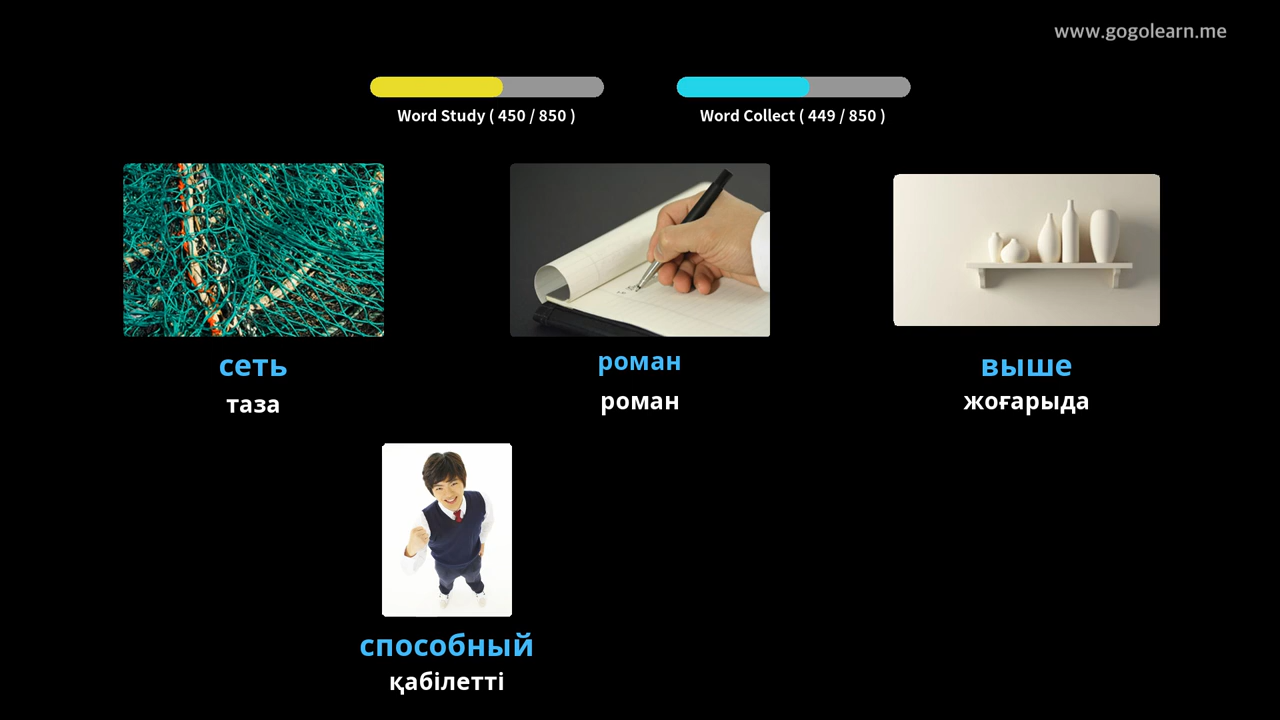 www.gogolearn.me
Word Study ( 450 / 850 )
Word Collect ( 449 / 850 )
сеть
таза
роман
роман
выше
жоғарыда
способный
қабілетті